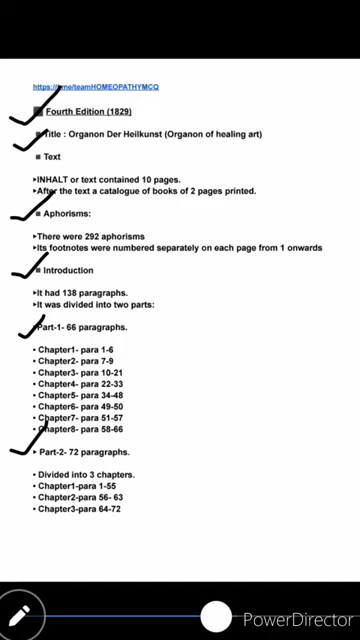 https://t.me/teamHOMEOPATHYMCQ
◾ Fourth Edition (1829)
◾Title : Organon Der Heilkunst (Organon of healing art)
◾ Text
➤INHALT or text contained 10 pages.
➤After the text a catalogue of books of 2 pages printed.
◾ Aphorisms:
➤There were 292 aphorisms
➤Its footnotes were numbered separately on each page from 1 onwards
◾ Introduction
➤It had 138 paragraphs.
➤It was divided into two parts:
➤Part-1- 66 paragraphs.
• Chapter1- para 1-6
• Chapter2- para 7-9
• Chapter3- para 10-21
• Chapter4- para 22-33
• Chapter5- para 34-48
• Chapter6- para 49-50
• Chapter7- para 51-57
• Chapter8- para 58-66
➤ Part-2- 72 paragraphs.
• Divided into 3 chapters.
• Chapter1-para 1-55
• Chapter2-para 56- 63
• Chapter3-para 64-72
PowerDirector